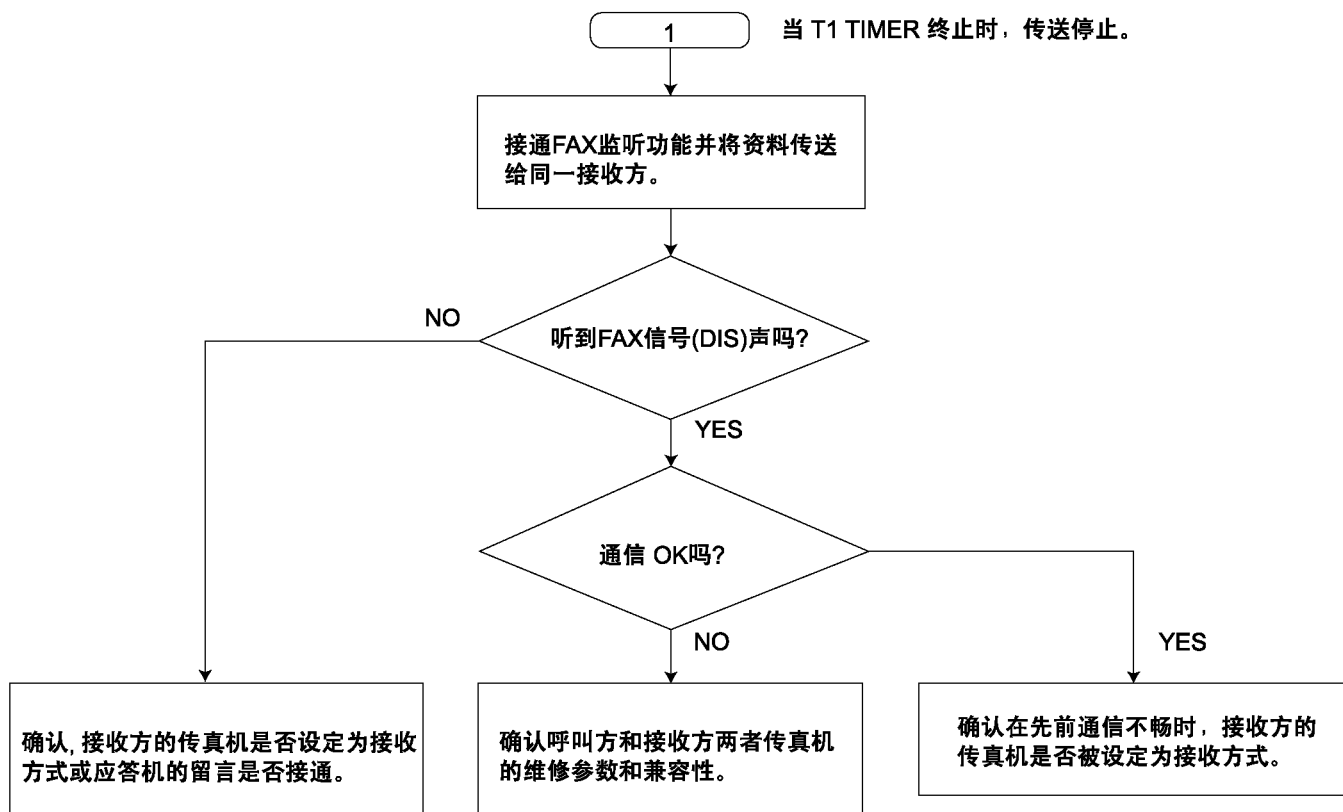 1
当 T1 TIMER 终止时，传送停止。
接通FAX监听功能并将资料传送
给同一接收方。
NO
听到FAX信号(DIS)声吗?
YES
通信 OK吗?
NO
YES
确认, 接收方的传真机是否设定为接收
方式或应答机的留言是否接通。
确认呼叫方和接收方两者传真机
的维修参数和兼容性。
确认在先前通信不畅时，接收方的
传真机是否被设定为接收方式。